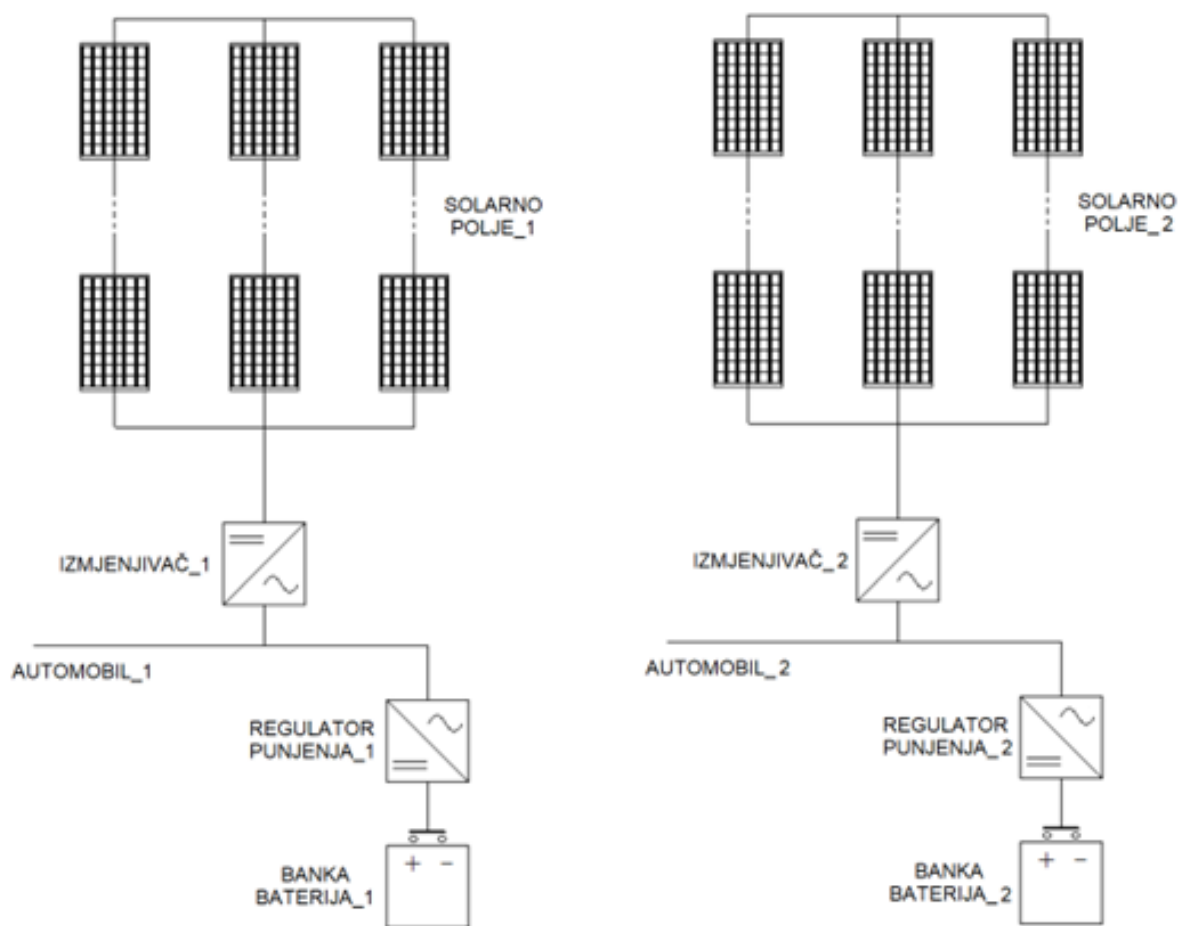 SOLARNO
POLJE_1
IZMJENJIVAČ_1
AUTOMOBIL_1
REGULATOR
PUNJENJA_1
+ -
BANKA
BATERIJA_1
SOLARNO
POLJE_2
IZMJENJIVAČ_2
AUTOMOBIL_2
REGULATOR
PUNJENJA_2
+ -
BANKA
BATERIJA_2